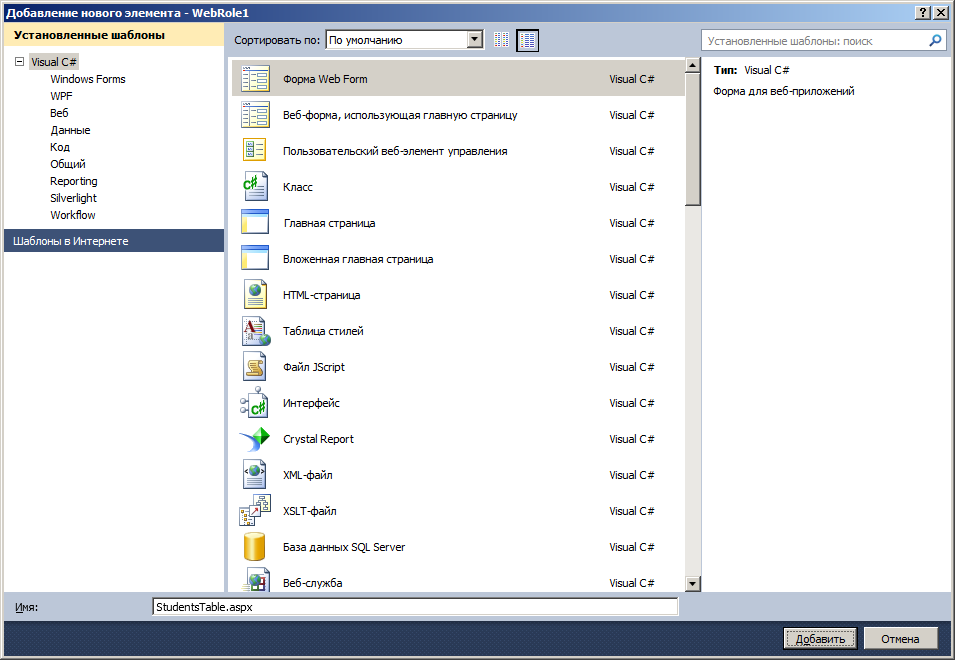 Добавление нового элемента - WebRole1
Установленные шаблоны
Visual C#
Windows Forms
WPF
Веб
Данные
Код
Общий
Reporting
Silverlight
Workflow
Шаблоны в Интернете
Сортировать по: По умолчанию
Форма Web Form Visual C#
Веб-форма, использующая главную страницу Visual C#
Пользовательский веб-элемент управления Visual C#
Класс Visual C#
Главная страница Visual C#
Вложенная главная страница Visual C#
HTML-страница Visual C#
Таблица стилей Visual C#
Файл JScript Visual C#
Интерфейс Visual C#
Crystal Report Visual C#
XML-файл Visual C#
XSLT-файл Visual C#
База данных SQL Server Visual C#
Веб-служба Visual C#
Установленные шаблоны: поиск
Тип: Visual C#
Форма для веб-приложений
Имя: StudentsTable.aspx
Добавить Отмена